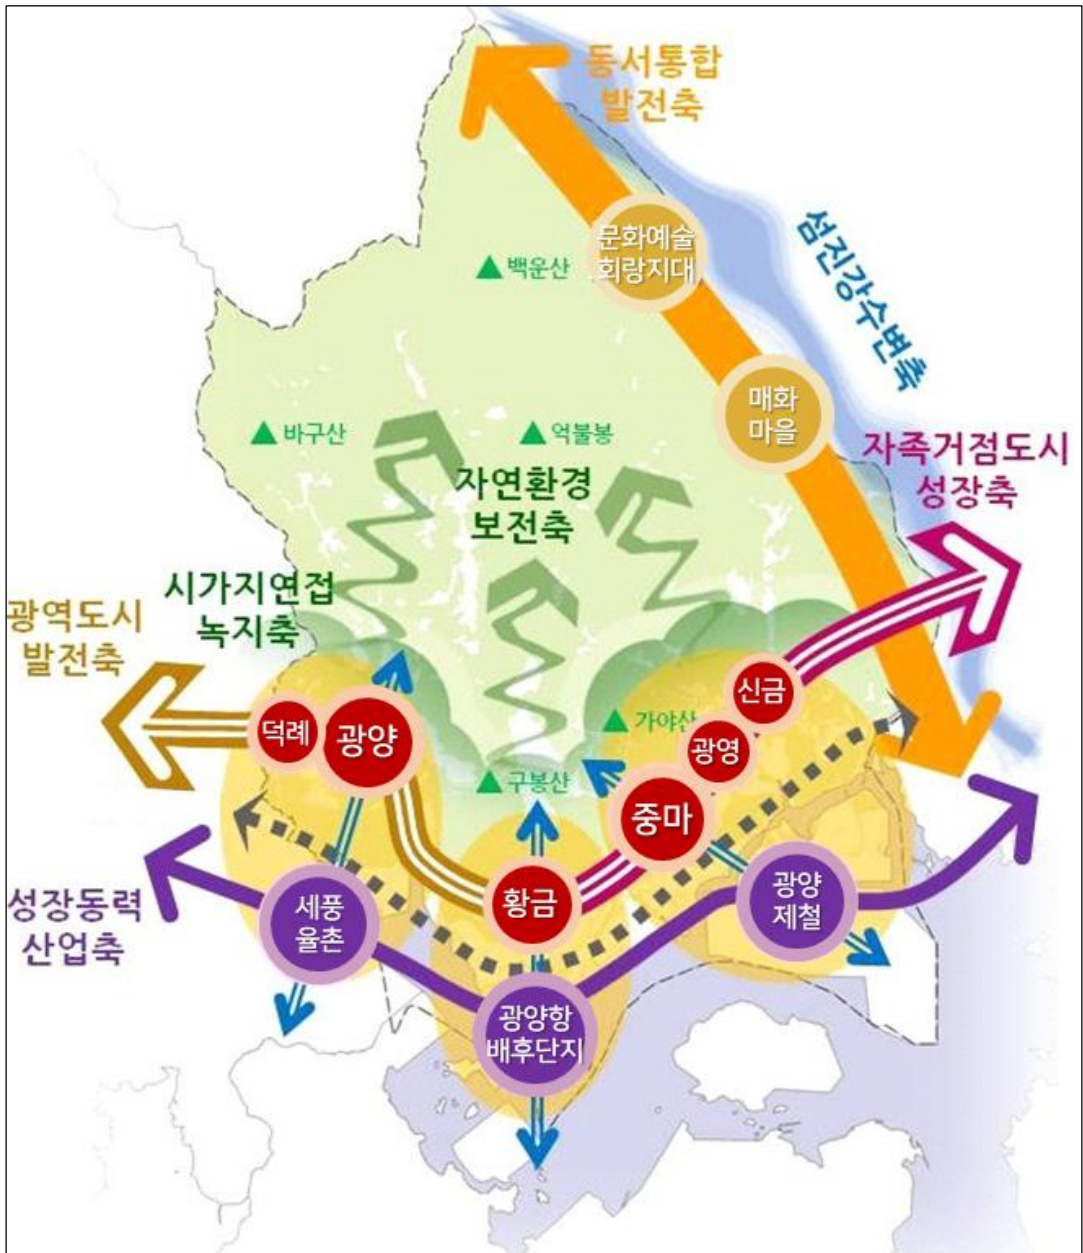 동서통합
발전축
문화예술
회랑지대
섬진강수변축
백운산
매화
마을
바구산
억불봉
자족거점도시
성장축
자연환경
보전축
시가지연접
녹지축
광역도시
발전축
신금
덕례
광양
가야산
광영
구봉산
중마
성장동력
산업축
세풍
율촌
황금
광양
제철
광양항
배후단지